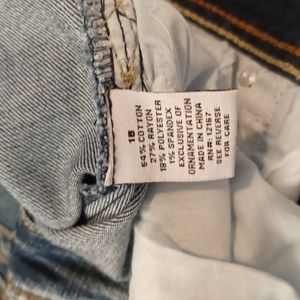 18
54% COTTON
27% RAYON
18% POLYESTER
1% SPANDEX
EXCLUSIVE OF
ORNAMENTATION
MADE IN CHINA
RN#: 12167
SEE REVERSE
FOR CARE